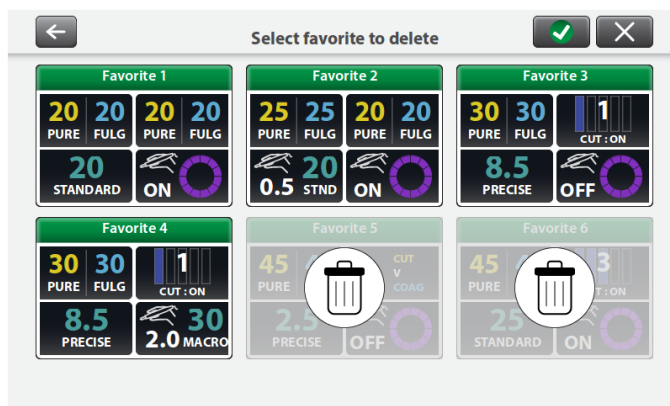 Select favorite to delete
Favorite 1
20 20 20 20
PURE FULG PURE FULG
20
STANDARD ON
Favorite 2
25 25 20 20
PURE FULG PURE FULG
0.5 20
STND ON
Favorite 3
30 30 1
PURE FULG CUT:ON
8.5
PRECISE OFF
Favorite 4
30 30 1
PURE FULG CUT:ON
8.5 30
PRECISE 2.0 MACRO
Favorite 5
45 CUT
V
PURE COAG
2.5
PRECISE OFF
Favorite 6
45 3
PURE
25
STANDARD ON